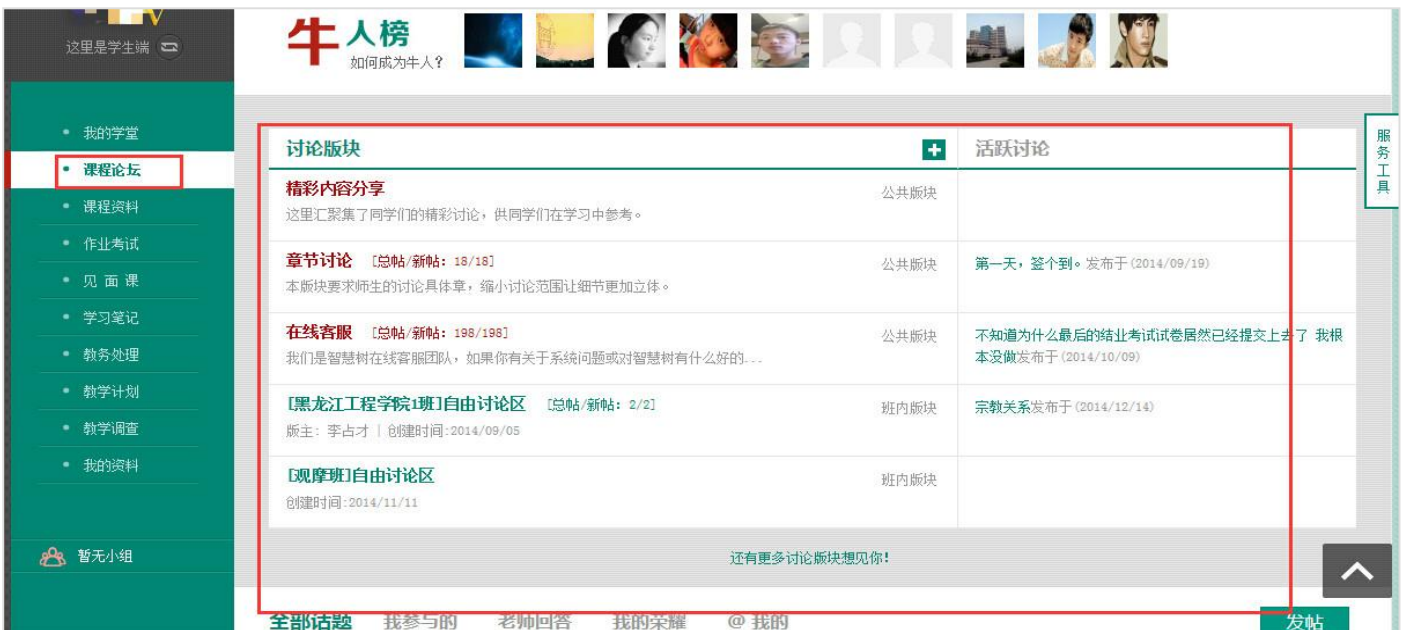 这里是学生端
牛人榜
如何成为牛人?
我的学堂
课程论坛
课程资料
作业考试
见面课
学习笔记
教务处理
教学计划
教学调查
我的资料
暂无小组
讨论版块
活跃讨论
精彩内容分享
公共版块
这里汇聚了同学们的精彩讨论，供同学们在学习中参考。
章节讨论 [总帖/新帖: 18/18]
公共版块
第一天，签个到。发布于(2014/09/19)
本版块要求师生的讨论具体章，缩小讨论范围让细节更加立体。
在线客服 [总帖/新帖: 198/198]
公共版块
不知道为什么最后的结业考试试卷居然已经提交上去了 我根
本没做发布于(2014/10/09)
我们是智慧树在线客服团队，如果你有关于系统问题或对智慧树有什么好的...
[黑龙江工程学院1班]自由讨论区 [总帖/新帖: 2/2]
班内版块
宗教关系发布于(2014/12/14)
版主: 李占才 | 创建时间:2014/09/05
[观摩班]自由讨论区
班内版块
创建时间:2014/11/11
还有更多讨论版块想见你!
全部话题 我参与的 老师回答 我的荣耀 @ 我的
发帖
服务工具